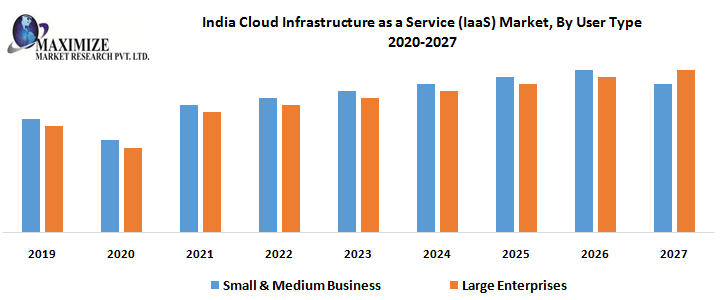 MAXIMIZE
MARKET RESEARCH PVT. LTD.
India Cloud Infrastructure as a Service (IaaS) Market, By User Type
2020-2027
2019 2020 2021 2022 2023 2024 2025 2026 2027
Small & Medium Business Large Enterprises